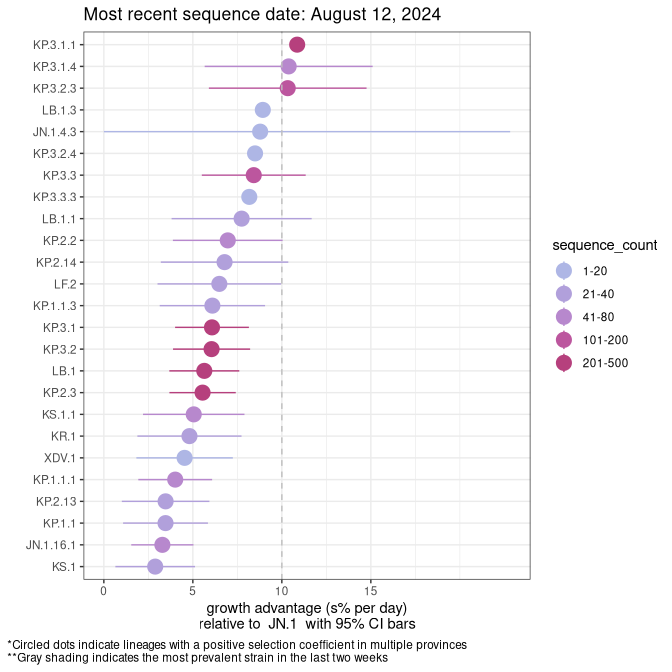 Most recent sequence date: August 12, 2024
KP.3.1.1
KP.3.1.4
KP.3.2.3
LB.1.3
JN.1.4.3
KP.3.2.4
KP.3.3
KP.3.3.3
LB.1.1
KP.2.2
KP.2.14
LF.2
KP.1.1.3
KP.3.1
KP.3.2
LB.1
KP.2.3
KS.1.1
KR.1
XDV.1
KP.1.1.1
KP.2.13
KP.1.1
JN.1.16.1
KS.1
0 5 10 15
growth advantage (s% per day)
relative to JN.1 with 95% CI bars
sequence_count
1-20
21-40
41-80
101-200
201-500
*Circled dots indicate lineages with a positive selection coefficient in multiple provinces
**Gray shading indicates the most prevalent strain in the last two weeks